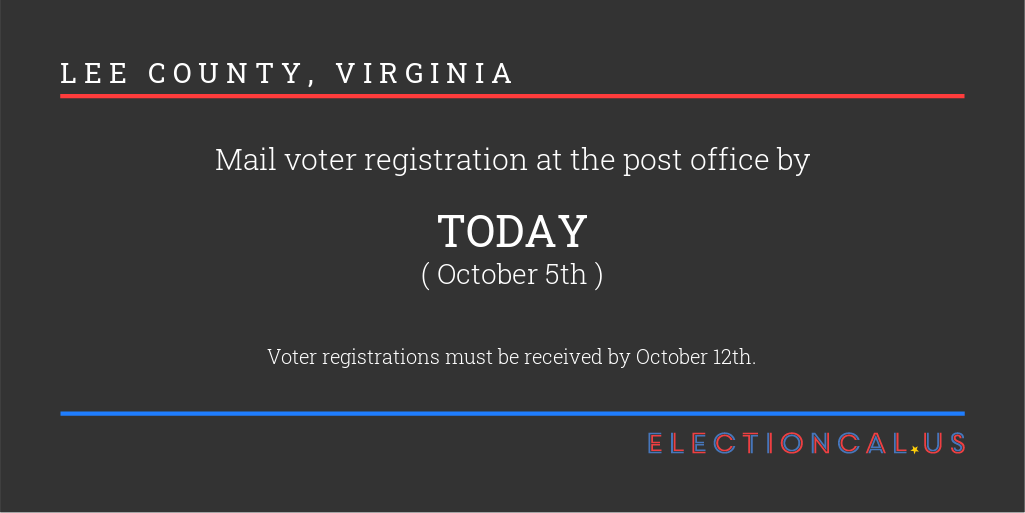 LEE COUNTY, VIRGINIA
Mail voter registration at the post office by
TODAY
( October 5th )
Voter registrations must be received by October 12th.
ELECTIONCAL.US